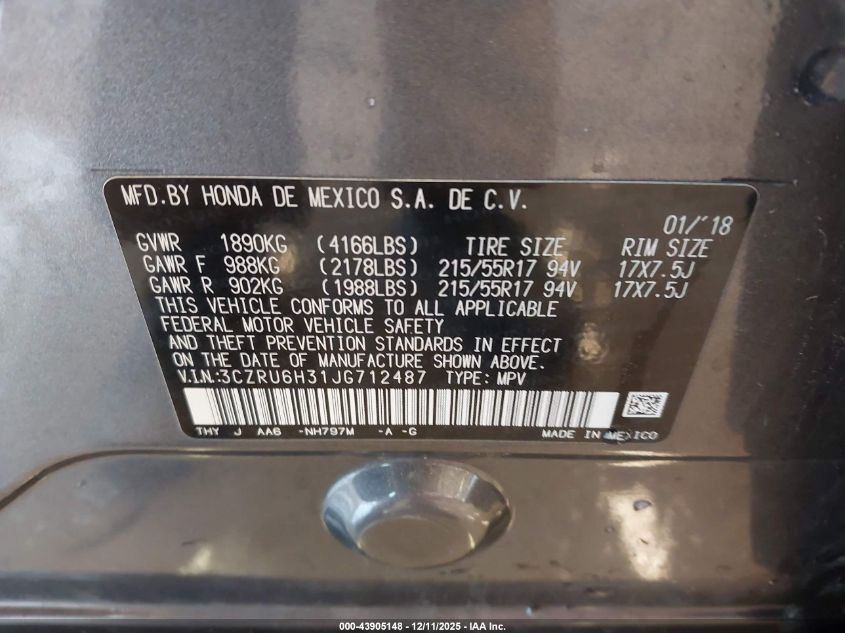 MFD.BY HONDA DE MEXICO S.A. DE C.V.
01/'18
GVWR 1890KG (4166LBS) TIRE SIZE RIM SIZE
GAWR F 988KG (2178LBS) 215/55R17 94V 17X7.5J
GAWR R 902KG (1988LBS) 215/55R17 94V 17X7.5J
THIS VEHICLE CONFORMS TO ALL APPLICABLE
FEDERAL MOTOR VEHICLE SAFETY
AND THEFT PREVENTION STANDARDS IN EFFECT
ON THE DATE OF MANUFACTURE SHOWN ABOVE.
V.I.N.:3CZRU6H31JG712487 TYPE: MPV
THY J AA6 -NH797M -A -G MADE IN MEXICO
000-43905148 - 12/11/2025 - IAA Inc.